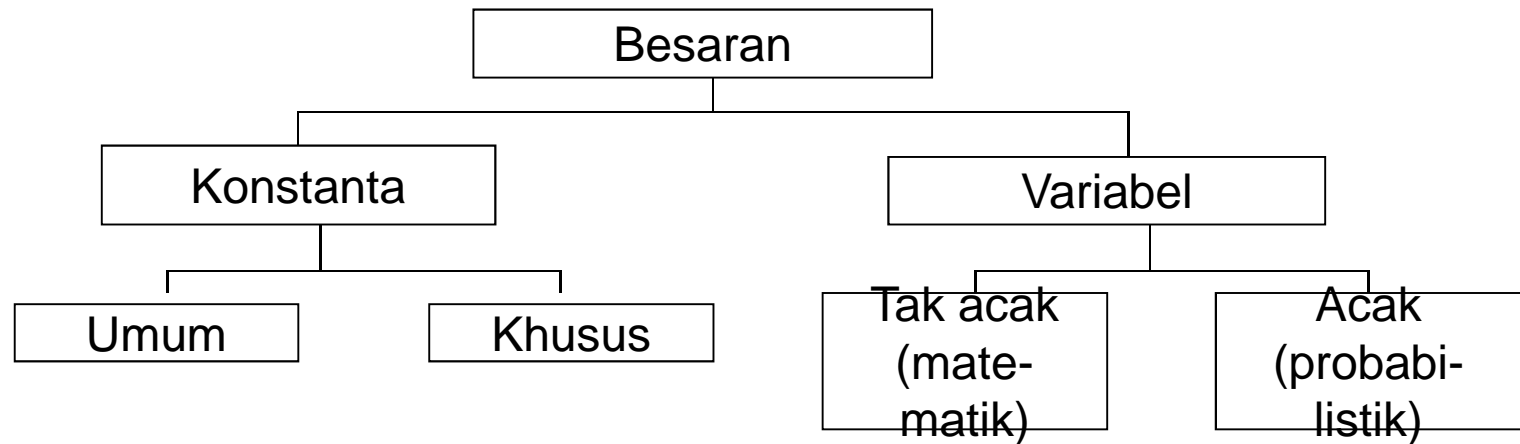 Besaran
Konstanta
Variabel
Umum
Khusus
Tak acak
(mate-
matik)
Acak
(probabi-
listik)